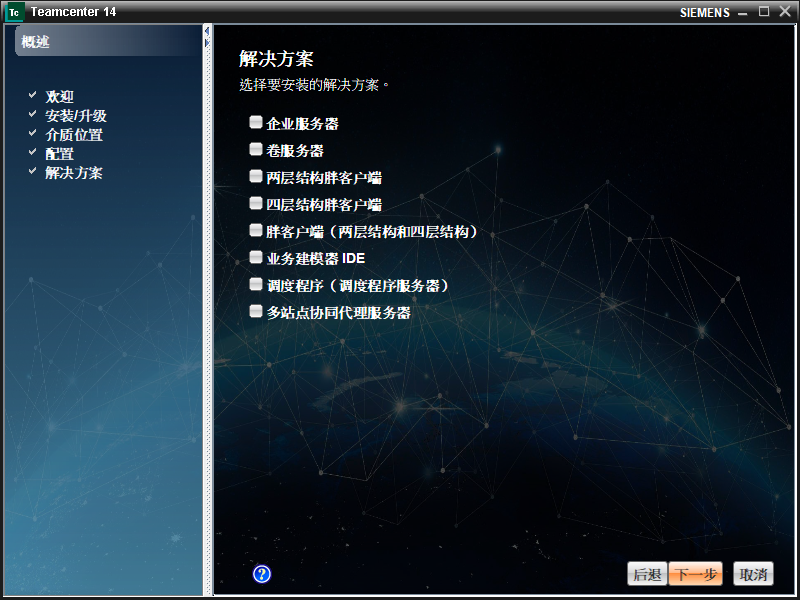 Tc Teamcenter 14
SIEMENS
概述
欢迎
安装/升级
介质位置
配置
解决方案
解决方案
选择要安装的解决方案。
企业服务器
卷服务器
两层结构胖客户端
四层结构胖客户端
胖客户端（两层结构和四层结构）
业务建模器 IDE
调度程序（调度程序服务器）
多站点协同代理服务器
?
后退 下一步 取消